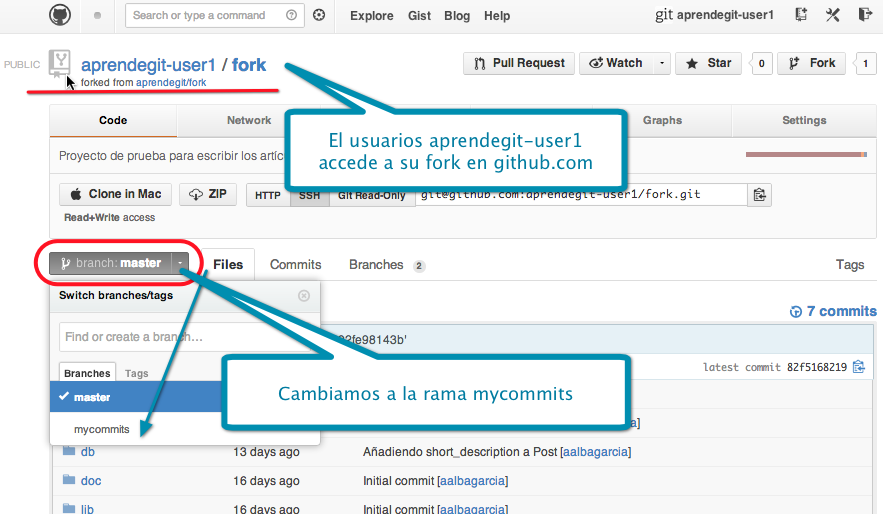 Search or type a command
Explore Gist Blog Help
git aprendegit-user1
PUBLIC
aprendegit-user1 / fork
forked from aprendegit/fork
Pull Request
Watch
Star
0
Fork
1
El usuarios aprendegit-user1
accede a su fork en github.com
Code Network Graphs Settings
Proyecto de prueba para escribir los
Clone in Mac ZIP HTTP SSH Git Read-Only git@github.com:aprendegit-user1/fork.git
Read+Write access
branch: master Files Commits Branches 2 Tags
Switch branches/tags
7 commits
Find or create a branch…
2fe98143b'
latest commit 82f5168219
Branches Tags
Cambiamos a la rama mycommits
master
mycommits
a]
db 13 days ago Añadiendo short_description a Post [aalbagarcia]
doc 16 days ago Initial commit [aalbagarcia]
lib 16 days ago Initial commit [aalbagarcia]